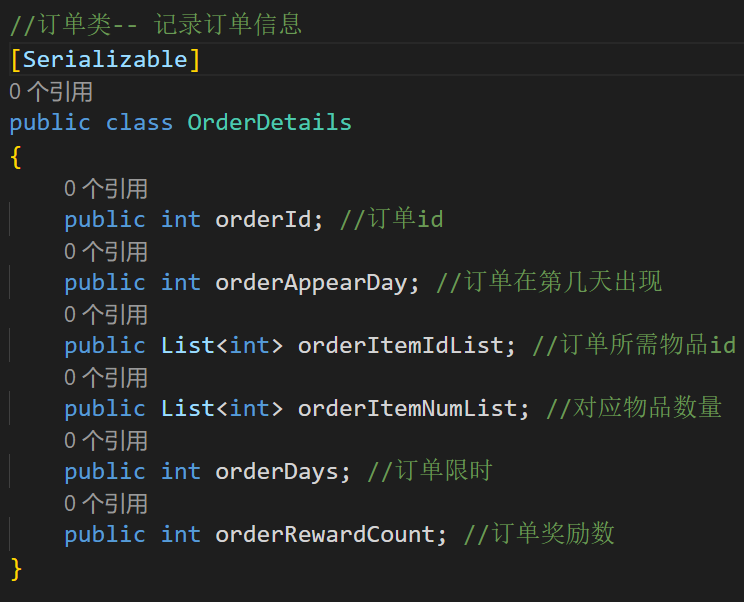 //订单类-- 记录订单信息
[Serializable]
0 个引用
public class OrderDetails
{
0 个引用
public int orderId; //订单id
0 个引用
public int orderAppearDay; //订单在第几天出现
0 个引用
public List<int> orderItemIdList; //订单所需物品id
0 个引用
public List<int> orderItemNumList; //对应物品数量
0 个引用
public int orderDays; //订单限时
0 个引用
public int orderRewardCount; //订单奖励数
}